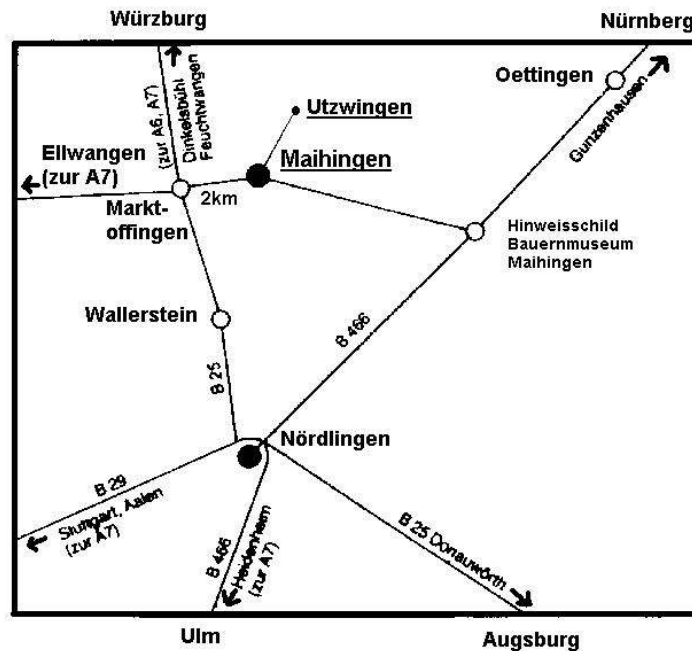 Würzburg
Nürnberg
Oettingen
(zur A6, A7)
Dinkelsbühl
Feuchtwangen
Utzwingen
Gunzenhausen
Ellwangen
(zur A7)
Maihingen
2km
Markt-
offingen
Hinweisschild
Bauernmuseum
Maihingen
Wallerstein
B 466
B 25
Nördlingen
B 29
Stuttgart, Aalen
(zur A7)
B 466
Heidenheim
(zur A7)
B 25 Donauwörth
Ulm
Augsburg